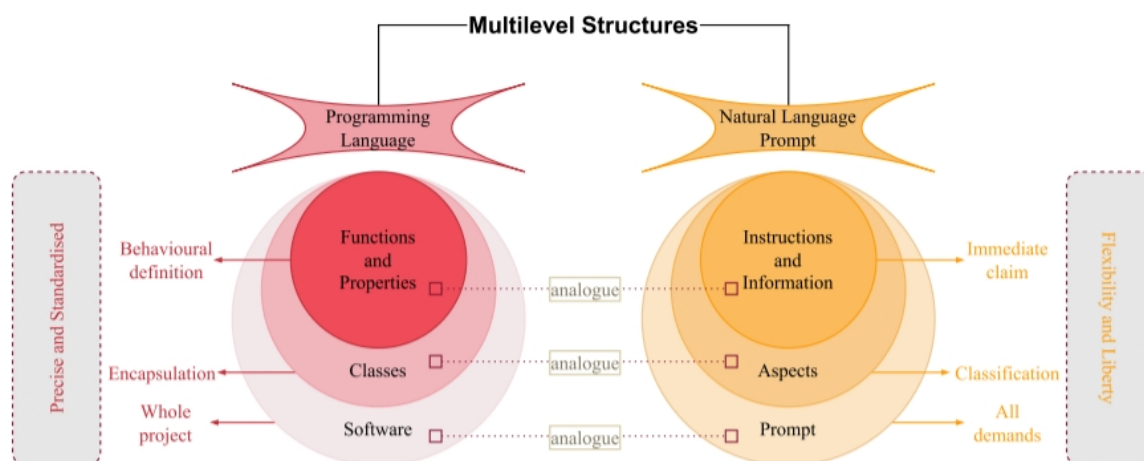 Multilevel Structures
Programming
Language
Natural Language
Prompt
Precise and Standardised
Behavioural
definition
Encapsulation
Whole
project
Functions
and
Properties
Classes
Software
analogue
analogue
analogue
Instructions
and
Information
Aspects
Prompt
Immediate
claim
Classification
All
demands
Flexibility and Liberty